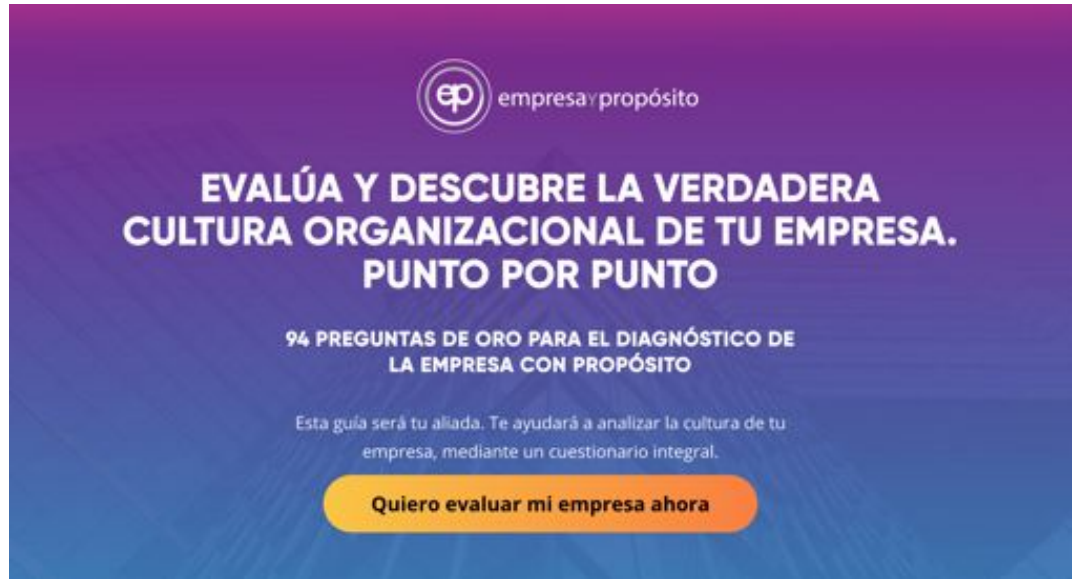 ep empresaYpropósito
EVALÚA Y DESCUBRE LA VERDADERA
CULTURA ORGANIZACIONAL DE TU EMPRESA.
PUNTO POR PUNTO
94 PREGUNTAS DE ORO PARA EL DIAGNÓSTICO DE
LA EMPRESA CON PROPÓSITO
Esta guía será tu aliada. Te ayudará a analizar la cultura de tu
empresa, mediante un cuestionario integral.
Quiero evaluar mi empresa ahora